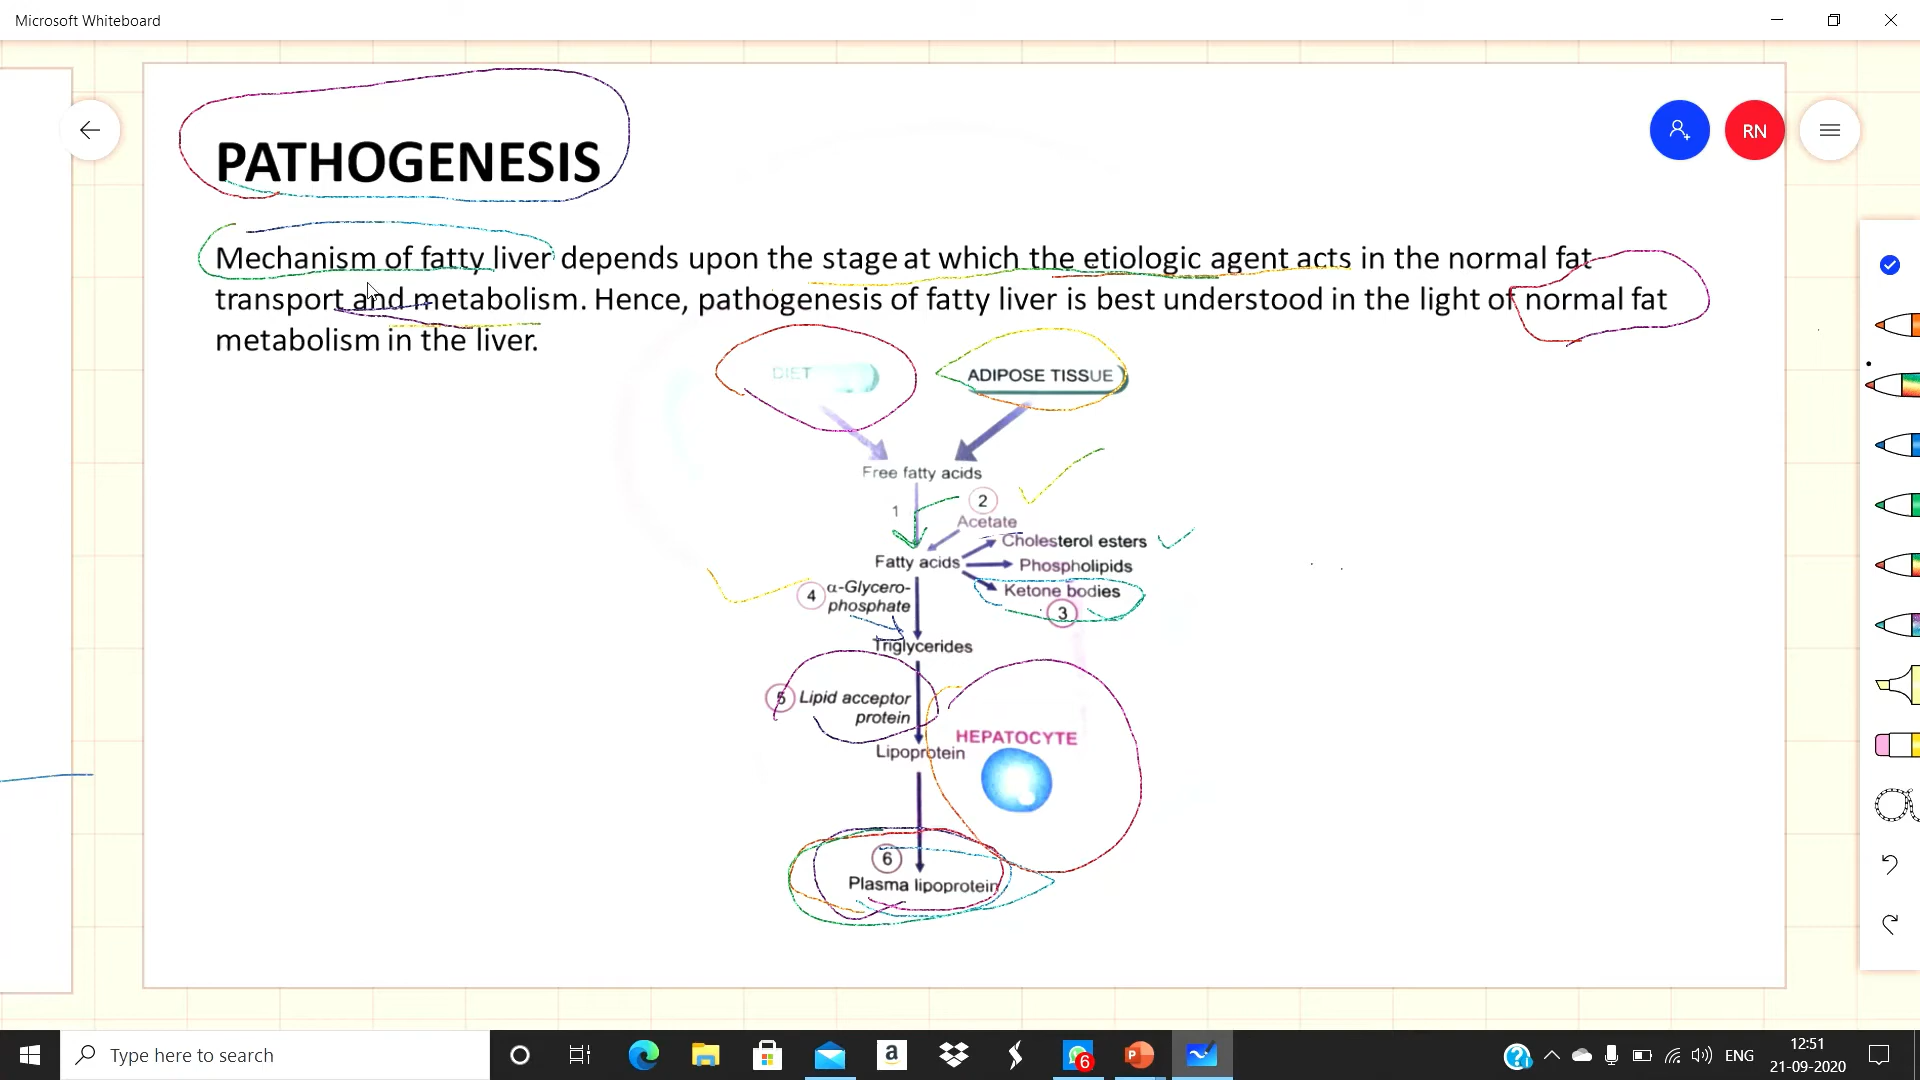 Microsoft Whiteboard
PATHOGENESIS
RN
Mechanism of fatty liver depends upon the stage at which the etiologic agent acts in the normal fat
transport and metabolism. Hence, pathogenesis of fatty liver is best understood in the light of normal fat
metabolism in the liver.
DIET
ADIPOSE TISSUE
Free fatty acids
1
2
Acetate
Cholesterol esters
Fatty acids
Phospholipids
4 α-Glycero-
phosphate
Ketone bodies
3
Triglycerides
5 Lipid acceptor
protein
HEPATOCYTE
Lipoprotein
6
Plasma lipoprotein
Type here to search
a
6
P
ENG
12:51
21-09-2020